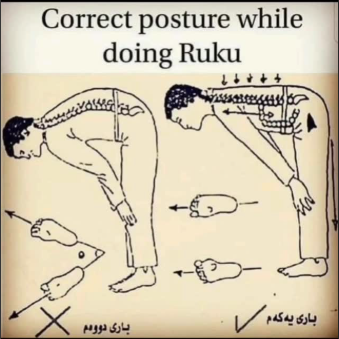 Correct posture while
doing Ruku
باری دووەم
باری یەکەم